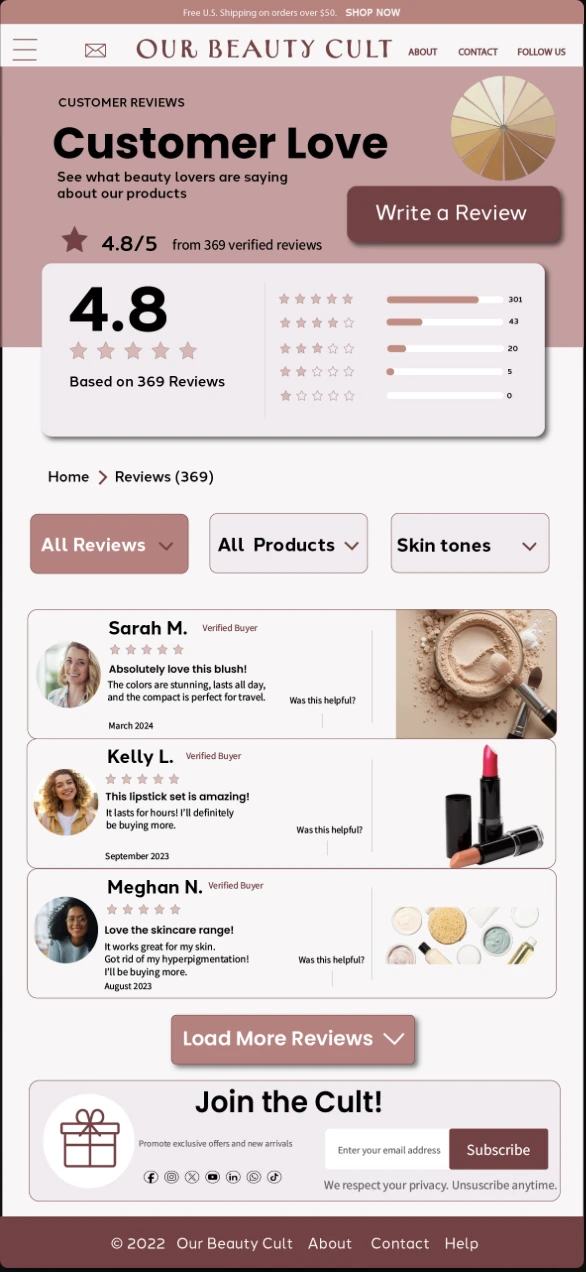 Free U.S. Shipping on orders over $50. SHOP NOW
OUR BEAUTY CULT
ABOUT CONTACT FOLLOW US
CUSTOMER REVIEWS
Customer Love
See what beauty lovers are saying
about our products
Write a Review
4.8/5 from 369 verified reviews
4.8
Based on 369 Reviews
301
43
20
5
0
Home > Reviews (369)
All Reviews
All Products
Skin tones
Sarah M. Verified Buyer
Absolutely love this blush!
The colors are stunning, lasts all day,
and the compact is perfect for travel.
Was this helpful?
March 2024
Kelly L. Verified Buyer
This lipstick set is amazing!
It lasts for hours! I'll definitely
be buying more.
Was this helpful?
September 2023
Meghan N. Verified Buyer
Love the skincare range!
It works great for my skin.
Got rid of my hyperpigmentation!
I'll be buying more.
Was this helpful?
August 2023
Load More Reviews
Join the Cult!
Promote exclusive offers and new arrivals
Enter your email address
Subscribe
We respect your privacy. Unsuscribe anytime.
© 2022 Our Beauty Cult About Contact Help